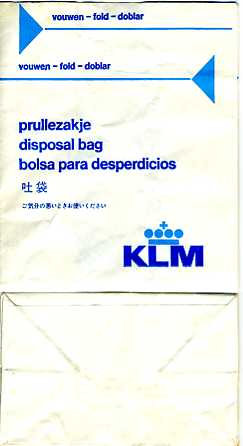 vouwen – fold – doblar
vouwen – fold – doblar
prullezakje
disposal bag
bolsa para desperdicios
吐袋
ご気分の悪いときお使いください
KLM